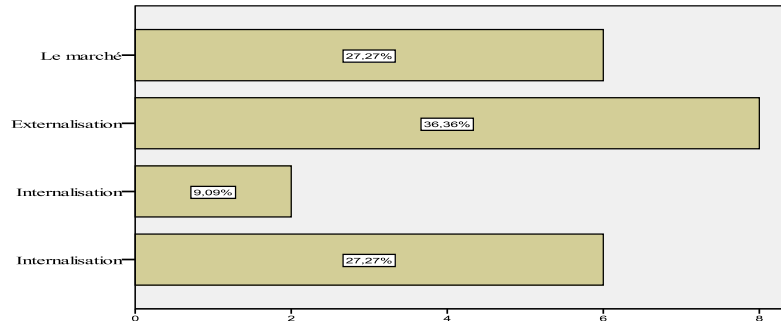 Le marché
27,27%
Externalisation
36,36%
Internalisation
9,09%
Internalisation
27,27%
0 2 4 6 8